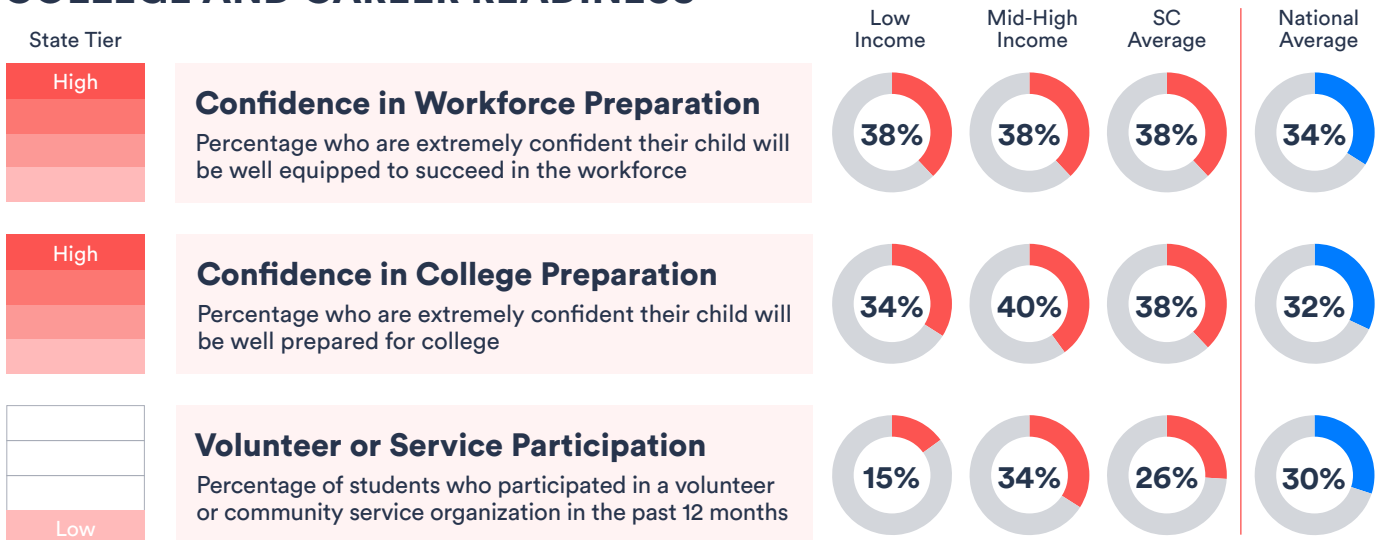 COLLEGE AND CAREER READINESS
State Tier
Low
Income
Mid-High
Income
SC
Average
National
Average
High
Confidence in Workforce Preparation
Percentage who are extremely confident their child will
be well equipped to succeed in the workforce
38%
38%
38%
34%
High
Confidence in College Preparation
Percentage who are extremely confident their child will
be well prepared for college
34%
40%
38%
32%
Low
Volunteer or Service Participation
Percentage of students who participated in a volunteer
or community service organization in the past 12 months
15%
34%
26%
30%